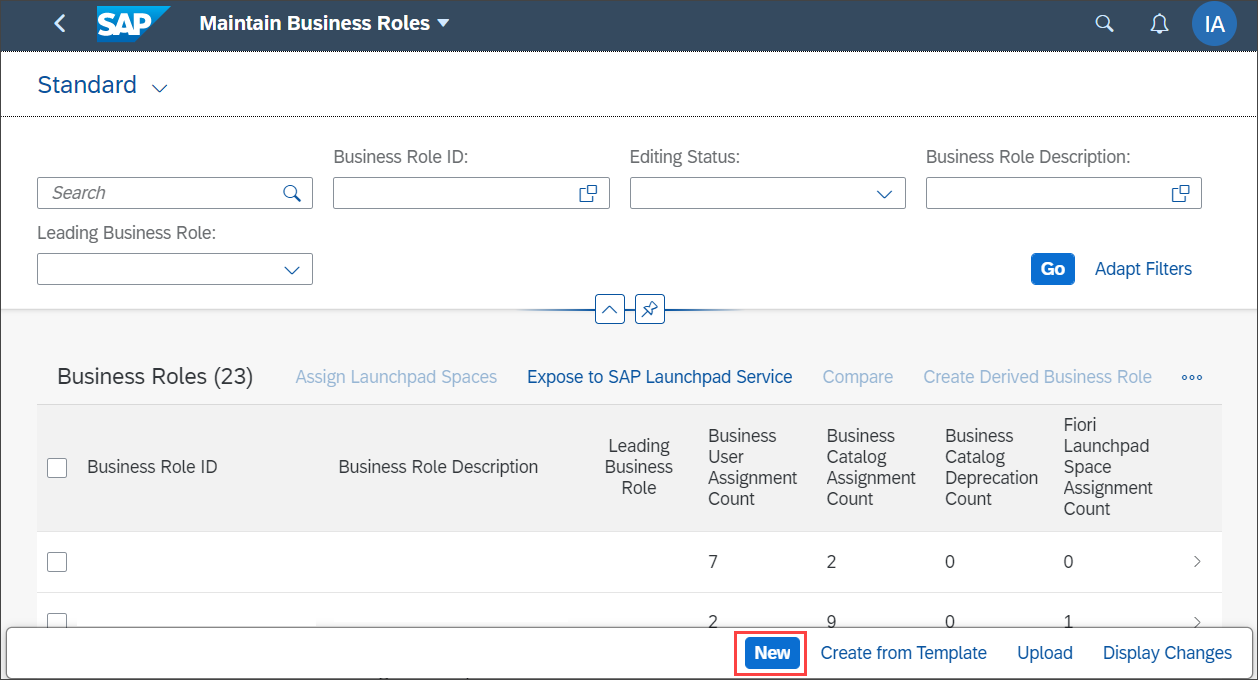 SAP Maintain Business Roles IA
Standard
Business Role ID: Editing Status: Business Role Description:
Search
Leading Business Role:
Go Adapt Filters
Business Roles (23) Assign Launchpad Spaces Expose to SAP Launchpad Service Compare Create Derived Business Role
Business Role ID
Business Role Description
Leading
Business
Role
Business
User
Assignment
Count
Business
Catalog
Assignment
Count
Business
Catalog
Deprecation
Count
Fiori
Launchpad
Space
Assignment
Count
7 2 0 0
2 9 0 1
New Create from Template Upload Display Changes